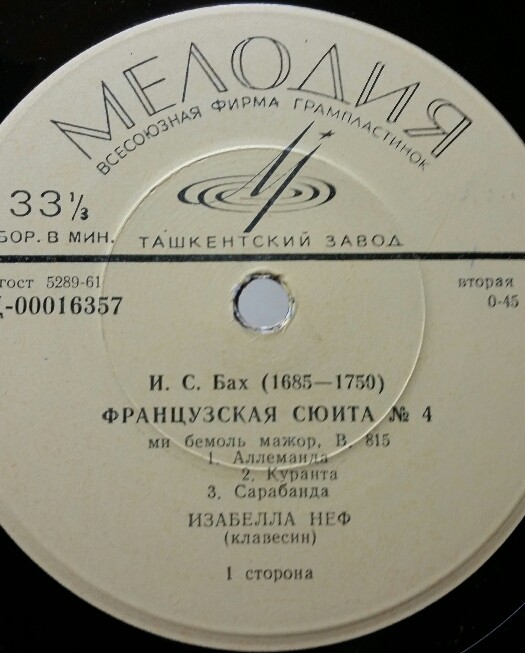 МЕЛОДИЯ
ВСЕСОЮЗНАЯ ФИРМА ГРАМПЛАСТИНОК
33⅓
ОБ. В МИН.
ТАШКЕНТСКИЙ ЗАВОД
гост 5289-61
вторая
Д-00016357
0-45
И. С. Бах (1685—1750)
ФРАНЦУЗСКАЯ СЮИТА № 4
ми бемоль мажор, B. 815
1. Аллеманда
2. Куранта
3. Сарабанда
ИЗАБЕЛЛА НЕФ
(клавесин)
1 сторона